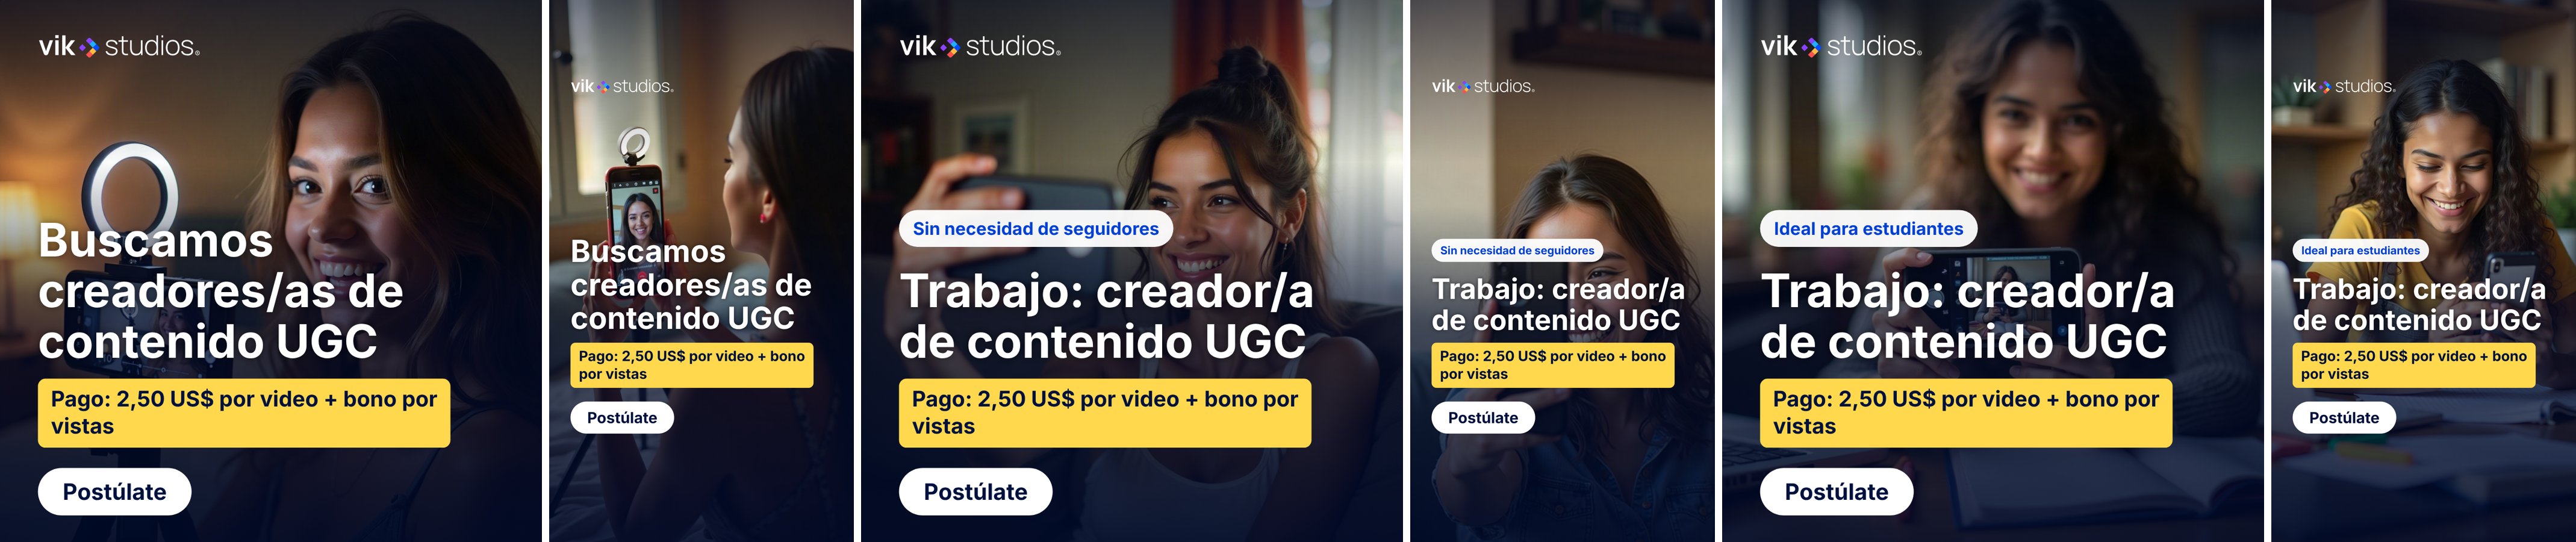 vik studios
Buscamos
creadores/as de
contenido UGC
Pago: 2,50 US$ por video + bono por
vistas
Postúlate
vik studios
Buscamos
creadores/as de
contenido UGC
Pago: 2,50 US$ por video + bono
por vistas
Postúlate
vik studios
Sin necesidad de seguidores
Trabajo: creador/a
de contenido UGC
Pago: 2,50 US$ por video + bono por
vistas
Postúlate
vik studios
Sin necesidad de seguidores
Trabajo: creador/a
de contenido UGC
Pago: 2,50 US$ por video + bono
por vistas
Postúlate
vik studios
Ideal para estudiantes
Trabajo: creador/a
de contenido UGC
Pago: 2,50 US$ por video + bono por
vistas
Postúlate
vik studios
Ideal para estudiantes
Trabajo: creador/a
de contenido UGC
Pago: 2,50 US$ por video + bono
por vistas
Postúlate